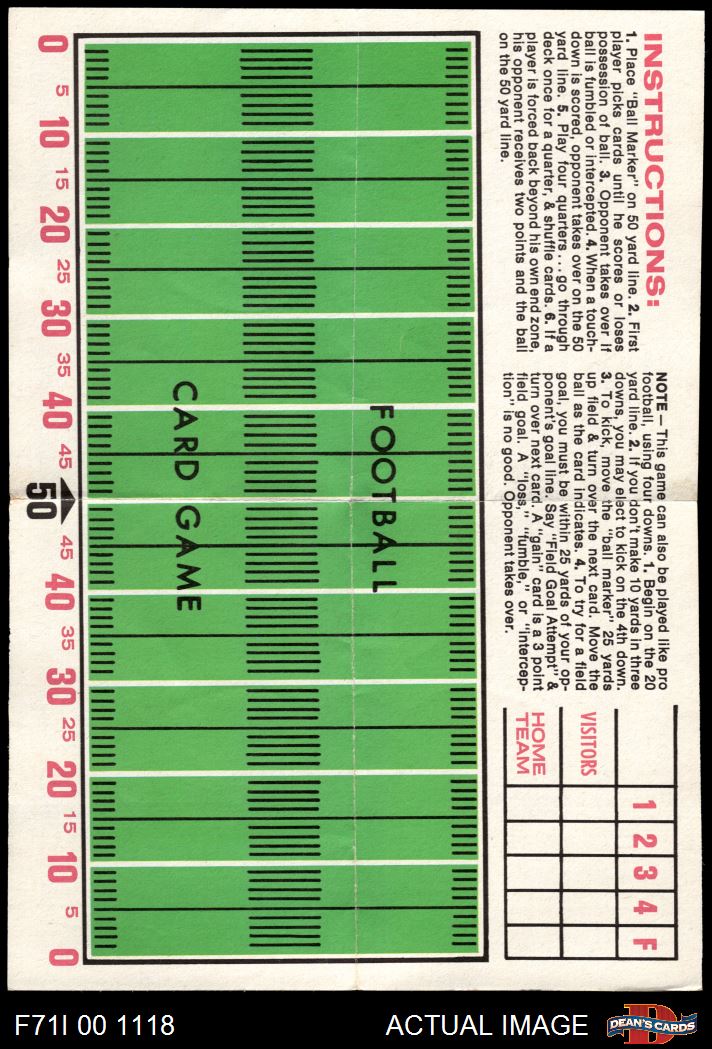 INSTRUCTIONS:
1. Place "Ball Marker" on 50 yard line. 2. First
player picks cards until he scores or loses
possession of ball. 3. Opponent takes over if
ball is fumbled or intercepted. 4. When a touch-
down is scored, opponent takes over on the 50
yard line. 5. Play four quarters . . . go through
deck once for a quarter, & shuffle cards. 6. If a
player is forced back beyond his own end zone,
his opponent receives two points and the ball
on the 50 yard line.
NOTE — This game can also be played like pro
football, using four downs. 1. Begin on the 20
yard line. 2. If you don't make 10 yards in three
downs, you may elect to kick on the 4th down.
3. To kick, move the "ball marker" 25 yards
up field & turn over the next card. Move the
ball as the card indicates. 4. To try for a field
goal, you must be within 25 yards of your op-
ponent's goal line. Say "Field Goal Attempt" &
turn over next card. A "gain" card is a 3 point
field goal. A "loss," "fumble," or "intercep-
tion" is no good. Opponent takes over.
1 2 3 4 F
VISITORS
HOME
TEAM
FOOTBALL
CARD GAME
0 5 10 15 20 25 30 35 40 45 50 45 40 35 30 25 20 15 10 5 0
F71I 00 1118
ACTUAL IMAGE
D
DEAN'S CARDS